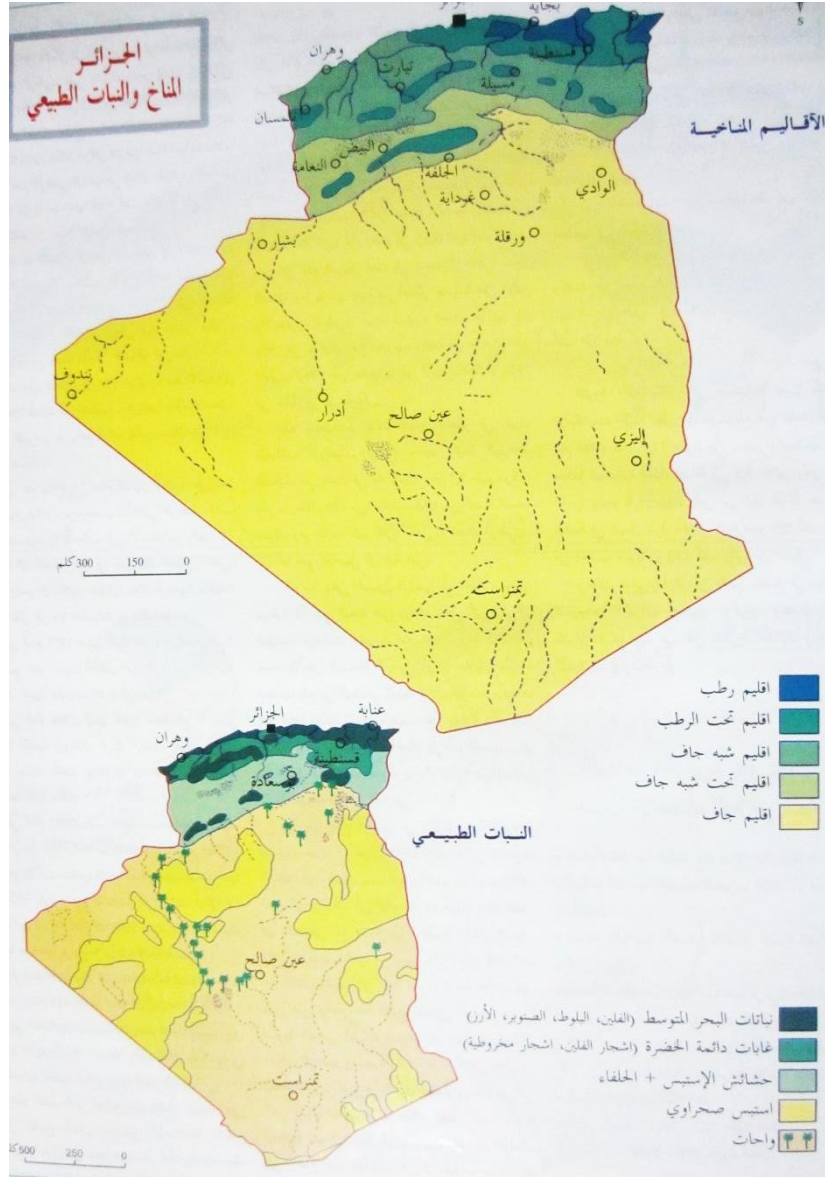 الجزائر
المناخ والنبات الطبيعي
S
بجاية
وهران
قسنطينة
تيارت
مسيلة
الأقاليم المناخية
البيض
النعامة
الجلفة
الوادي
غرداية
ورقلة
بشار
تندوف
أدرار
عين صالح
اليزي
300 كلم 150 0
تمنراست
اقليم رطب
اقليم تحت الرطب
اقليم شبه جاف
اقليم تحت شبه جاف
اقليم جاف
عنابة
الجزائر
وهران
قسنطينة
النبات الطبيعي
عين صالح
تمنراست
نباتات البحر المتوسط (الفلين، البلوط، الصنوبر، الأرز)
غابات دائمة الخضرة (اشجار الفلين، اشجار مخروطية)
حشائش الإستبس + الحلفاء
استبس صحراوي
واحات
500 250 0